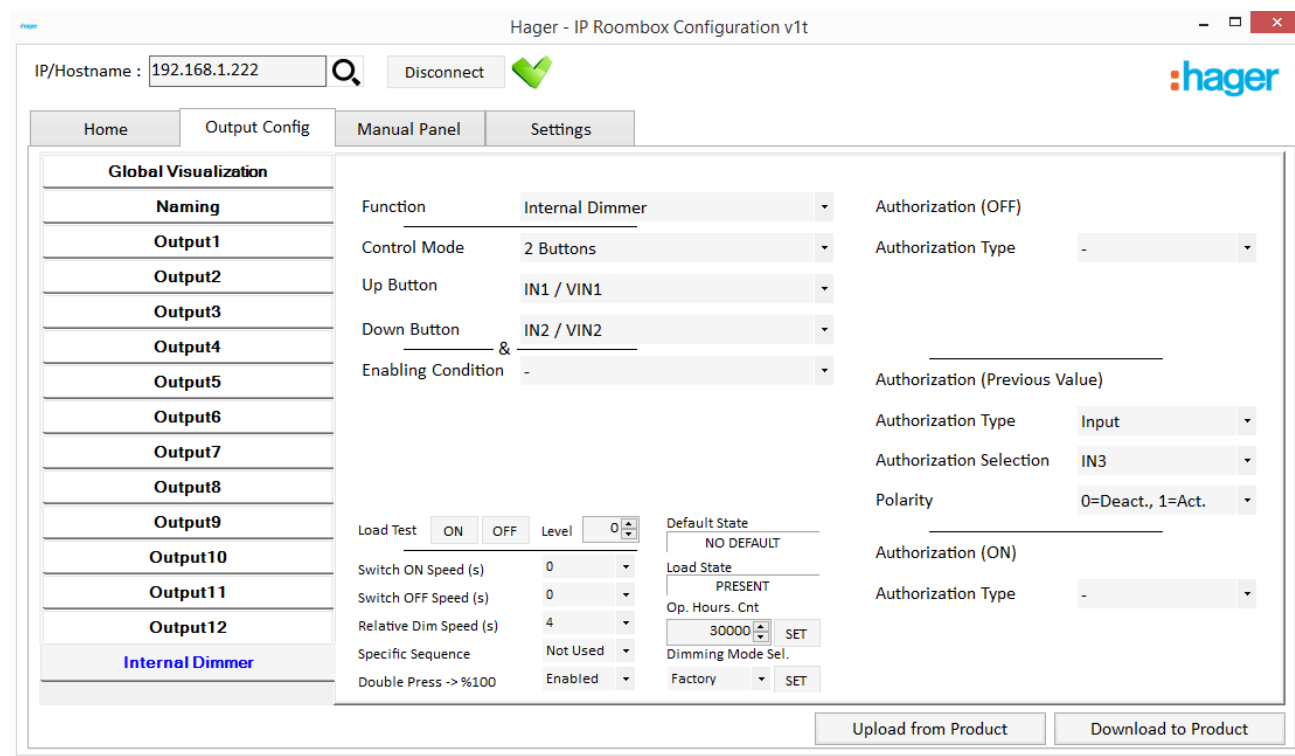 hager
Hager - IP Roombox Configuration v1t
IP/Hostname : 192.168.1.222
Disconnect
:hager
Home
Output Config
Manual Panel
Settings
Global Visualization
Naming
Output1
Output2
Output3
Output4
Output5
Output6
Output7
Output8
Output9
Output10
Output11
Output12
Internal Dimmer
Function Internal Dimmer
Control Mode 2 Buttons
Up Button IN1 / VIN1
Down Button IN2 / VIN2
&
Enabling Condition -
Load Test ON OFF Level 0
Switch ON Speed (s) 0
Switch OFF Speed (s) 0
Relative Dim Speed (s) 4
Specific Sequence Not Used
Double Press -> %100 Enabled
Default State
NO DEFAULT
Load State
PRESENT
Op. Hours. Cnt
30000 SET
Dimming Mode Sel.
Factory SET
Authorization (OFF)
Authorization Type -
Authorization (Previous Value)
Authorization Type Input
Authorization Selection IN3
Polarity 0=Deact., 1=Act.
Authorization (ON)
Authorization Type -
Upload from Product
Download to Product